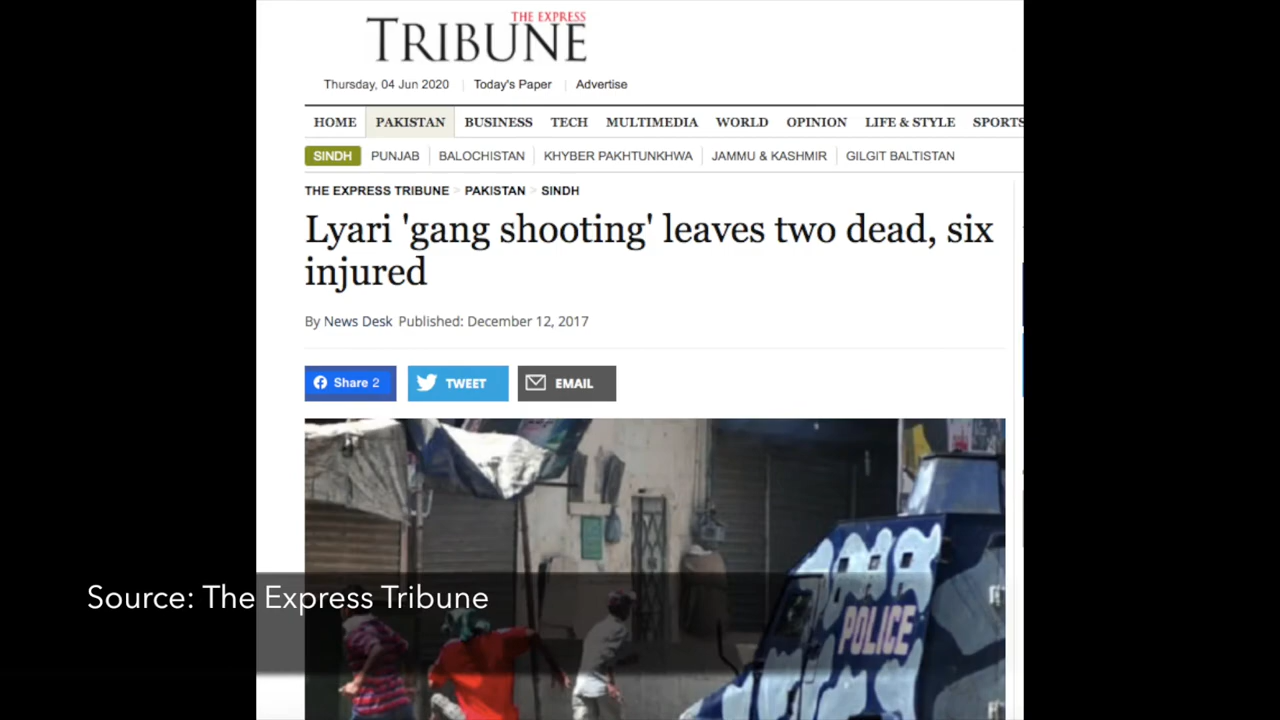 THE EXPRESS
TRIBUNE
Thursday, 04 Jun 2020 Today's Paper Advertise
HOME PAKISTAN BUSINESS TECH MULTIMEDIA WORLD OPINION LIFE & STYLE SPORTS
SINDH PUNJAB BALOCHISTAN KHYBER PAKHTUNKHWA JAMMU & KASHMIR GILGIT BALTISTAN
THE EXPRESS TRIBUNE > PAKISTAN > SINDH
Lyari 'gang shooting' leaves two dead, six
injured
By News Desk Published: December 12, 2017
Share 2 TWEET EMAIL
POLICE
Source: The Express Tribune